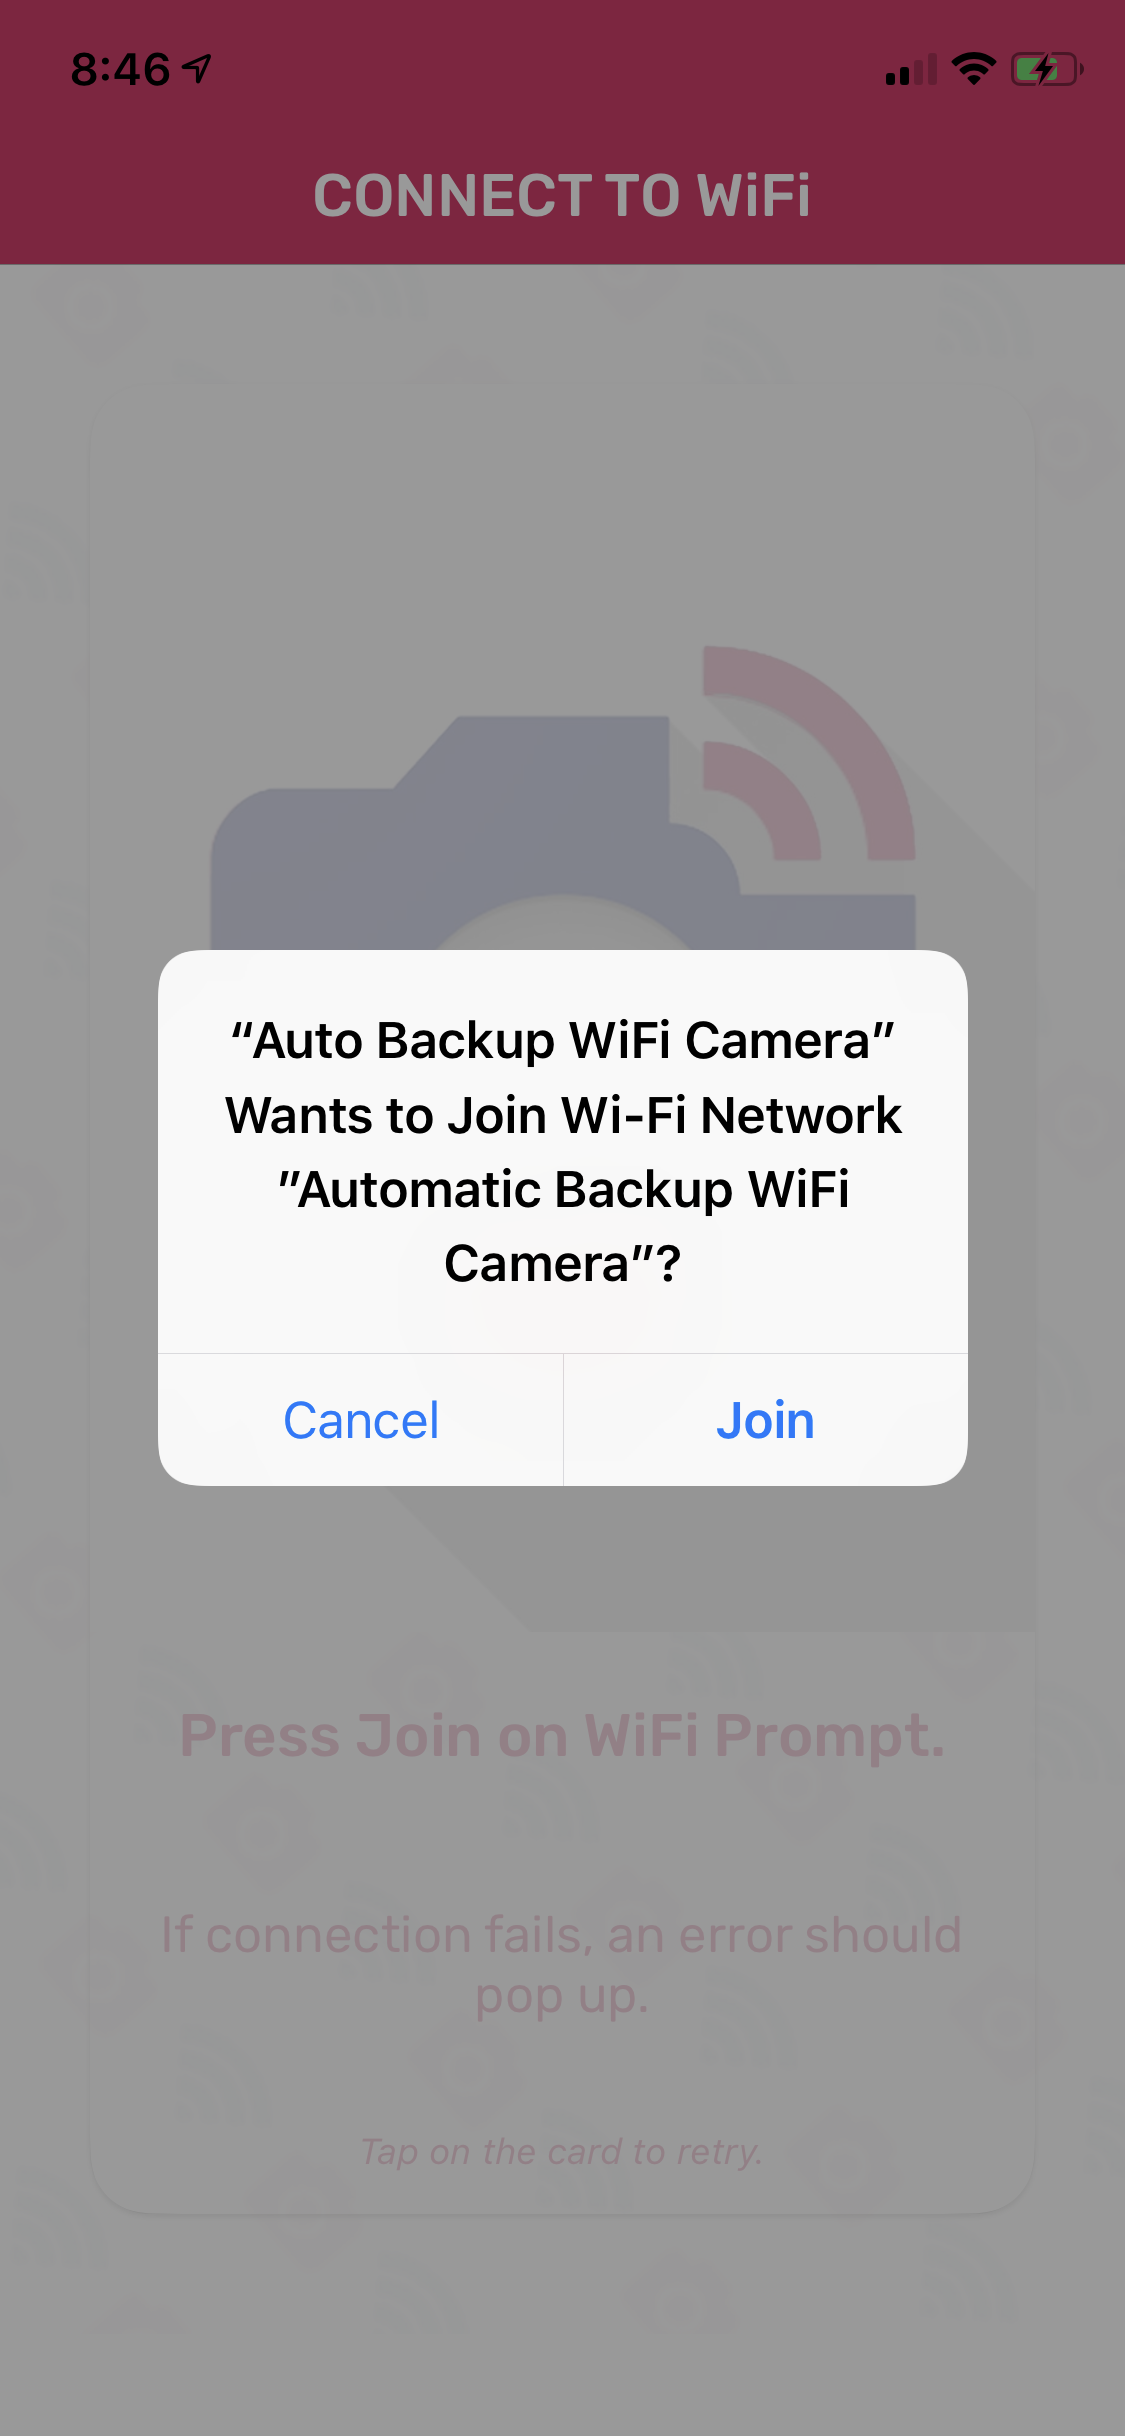 8:46
CONNECT TO WiFi
“Auto Backup WiFi Camera”
Wants to Join Wi-Fi Network
”Automatic Backup WiFi
Camera”?
Cancel
Join
Press Join on WiFi Prompt.
If connection fails, an error should
pop up.
Tap on the card to retry.